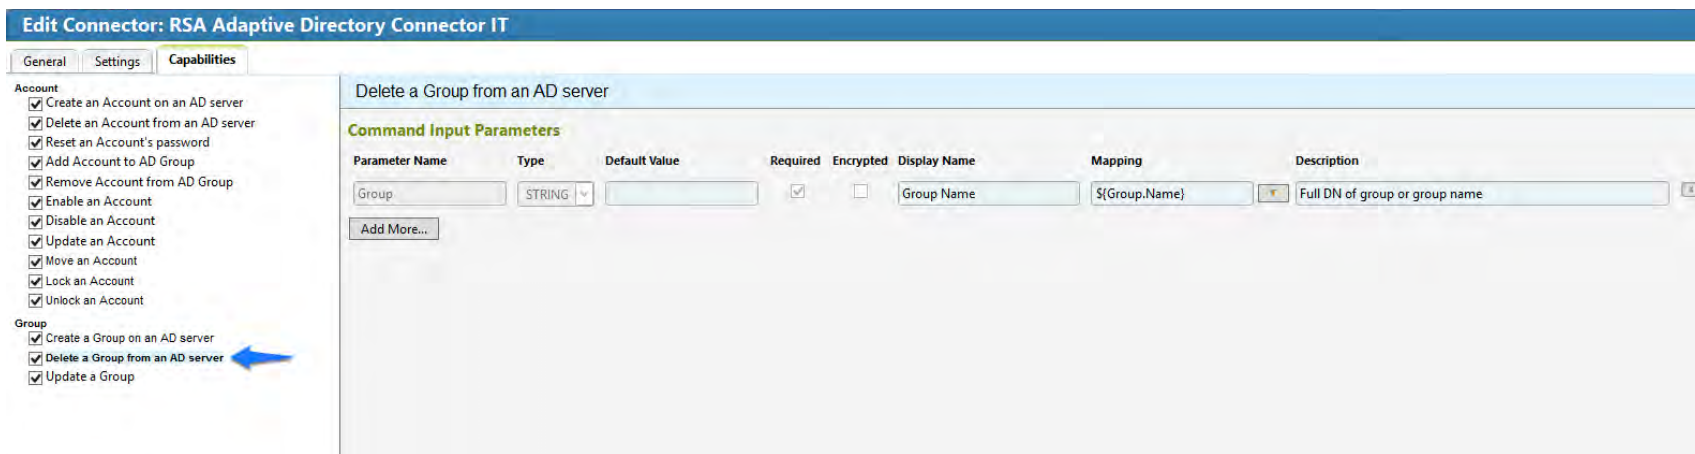 Edit Connector: RSA Adaptive Directory Connector IT
General Settings Capabilities
Account
Create an Account on an AD server
Delete an Account from an AD server
Reset an Account's password
Add Account to AD Group
Remove Account from AD Group
Enable an Account
Disable an Account
Update an Account
Move an Account
Lock an Account
Unlock an Account
Group
Create a Group on an AD server
Delete a Group from an AD server
Update a Group
Delete a Group from an AD server
Command Input Parameters
Parameter Name Type Default Value Required Encrypted Display Name Mapping Description
Group STRING Group Name ${Group.Name} Full DN of group or group name
Add More...